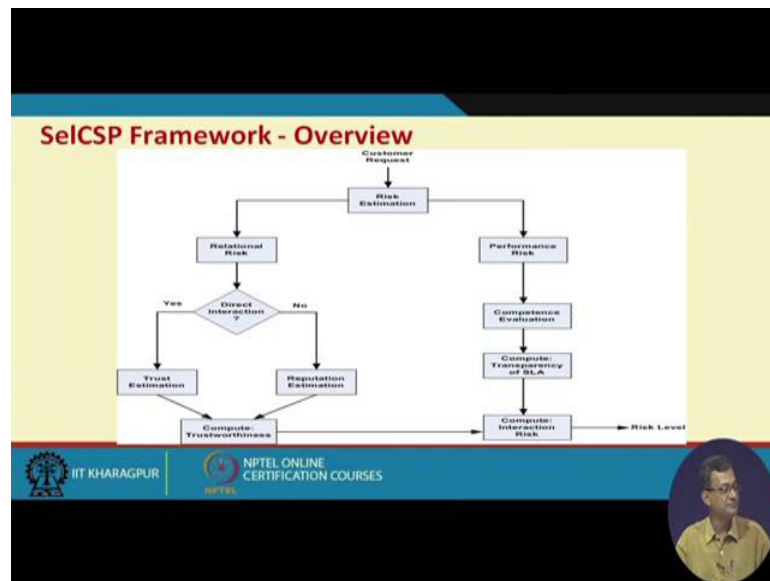 SelCSP Framework - Overview
Customer
Request
Risk
Estimation
Relational
Risk
Performance
Risk
Yes
Direct
Interaction
?
No
Competence
Evaluation
Trust
Estimation
Reputation
Estimation
Compute:
Transparency
of SLA
Compute:
Trustworthiness
Compute:
Interaction
Risk
Risk Level
IIT KHARAGPUR
NPTEL
NPTEL ONLINE
CERTIFICATION COURSES